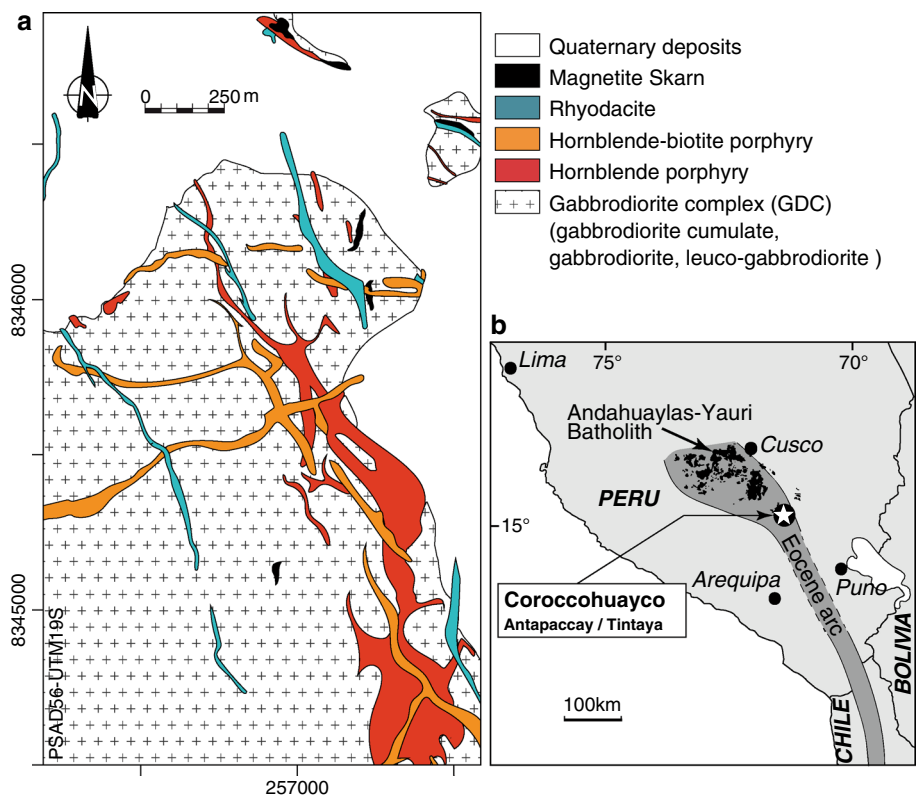 a
N
0 250 m
8346000
8345000
PSAD56-UTM19S
257000
Quaternary deposits
Magnetite Skarn
Rhyodacite
Hornblende-biotite porphyry
Hornblende porphyry
Gabbrodiorite complex (GDC)
(gabbrodiorite cumulate,
gabbrodiorite, leuco-gabbrodiorite )
b
75° 70°
Lima
Andahuaylas-Yauri
Batholith
Cusco
PERU
15°
Eocene arc
Coroccohuayco
Antapaccay / Tintaya
Arequipa
Puno
BOLIVIA
100km
CHILE